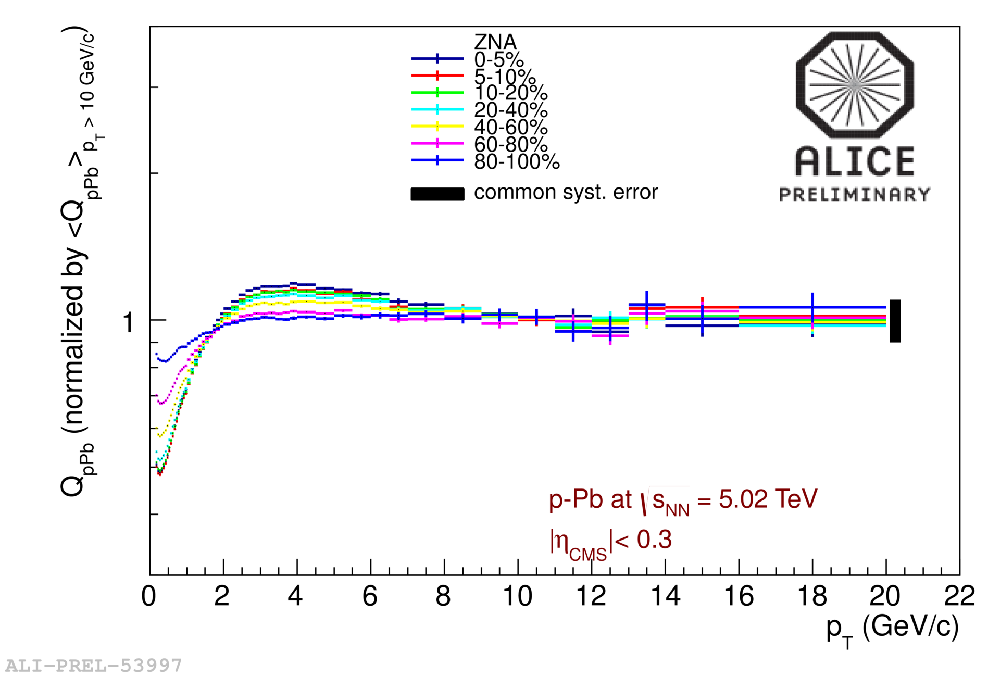 Q_pPb (normalized by <Q_pPb>_p_T > 10 GeV/c)
ZNA
0-5%
5-10%
10-20%
20-40%
40-60%
60-80%
80-100%
common syst. error
ALICE
PRELIMINARY
1
p-Pb at √s_NN = 5.02 TeV
|η_CMS|< 0.3
0 2 4 6 8 10 12 14 16 18 20 22
p_T (GeV/c)
ALI-PREL-53997